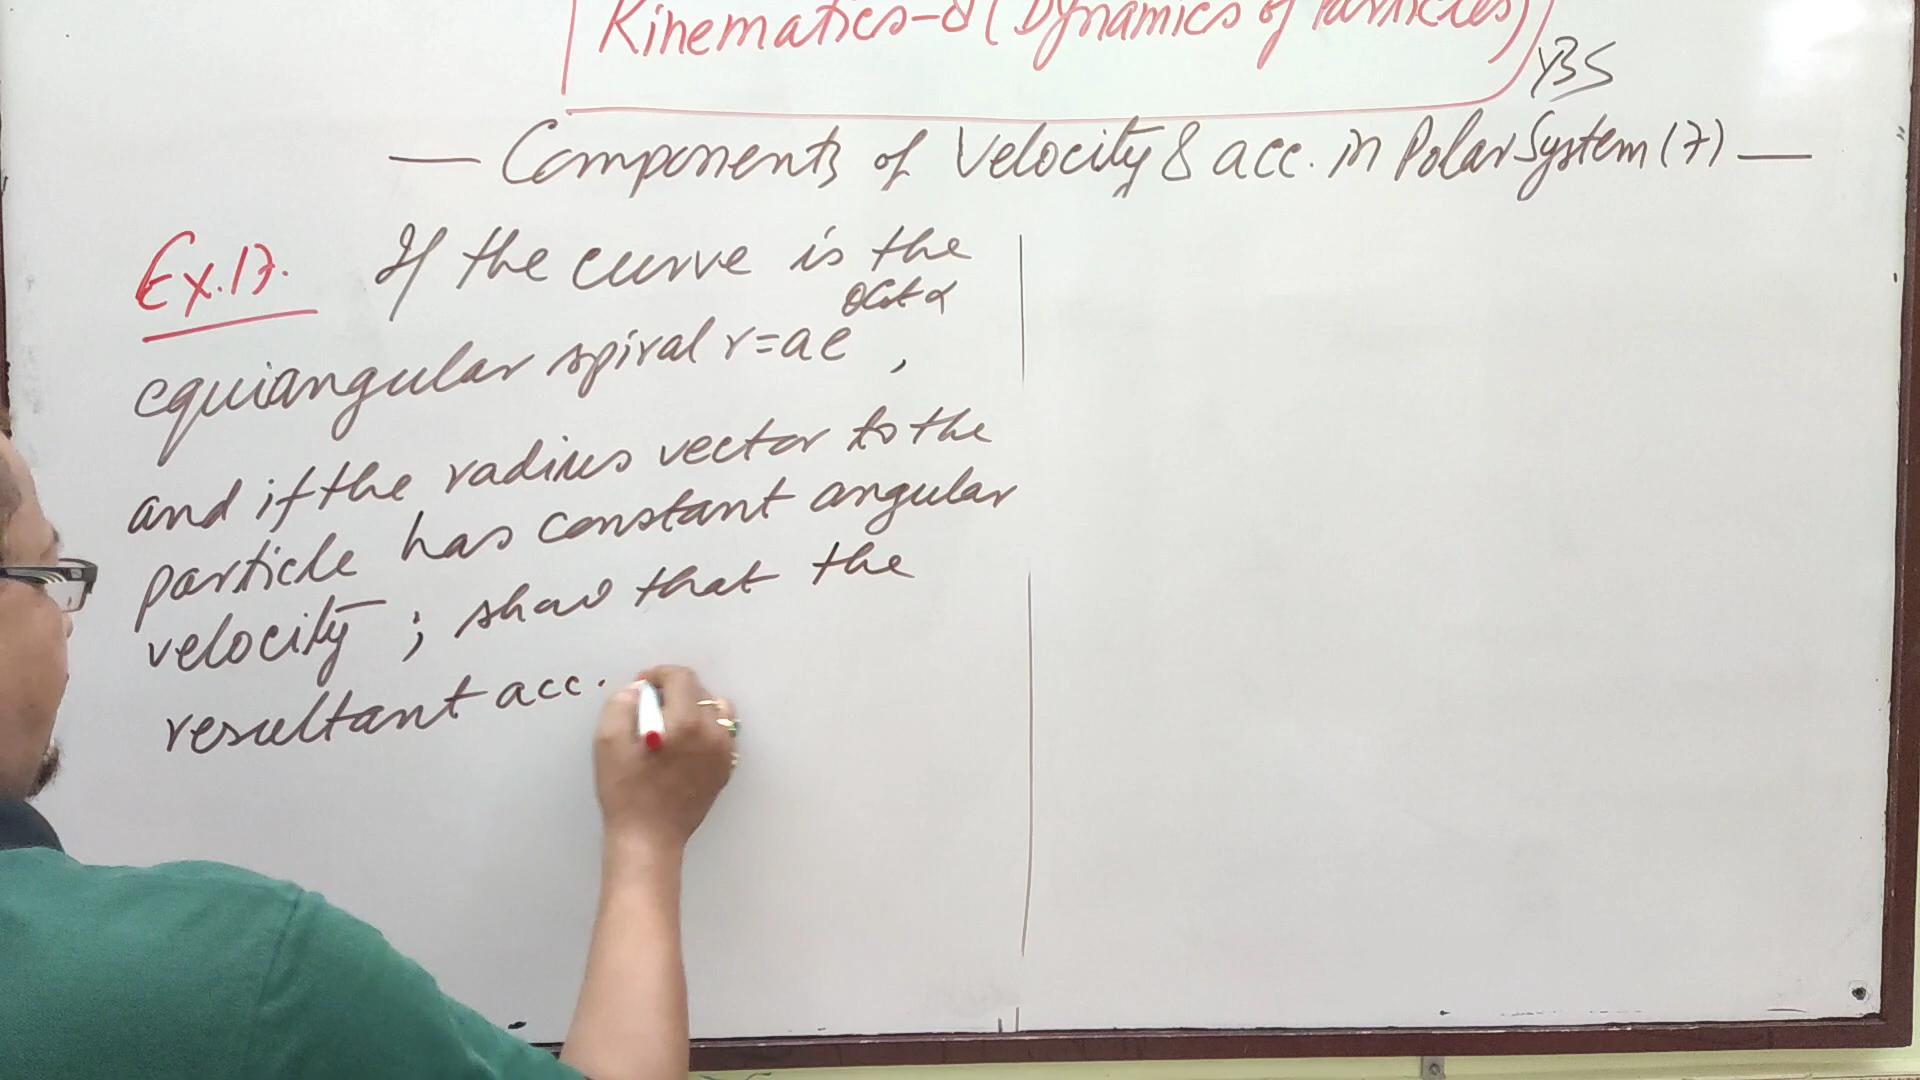 Kinematics-d (Dynamics of Particles)
YBS
— Components of Velocity & acc. in Polar System (7) —
Ex.17. If the curve is the
equiangular spiral r=ae^θcotα,
and if the radius vector to the
particle has constant angular
velocity; show that the
resultant acc.